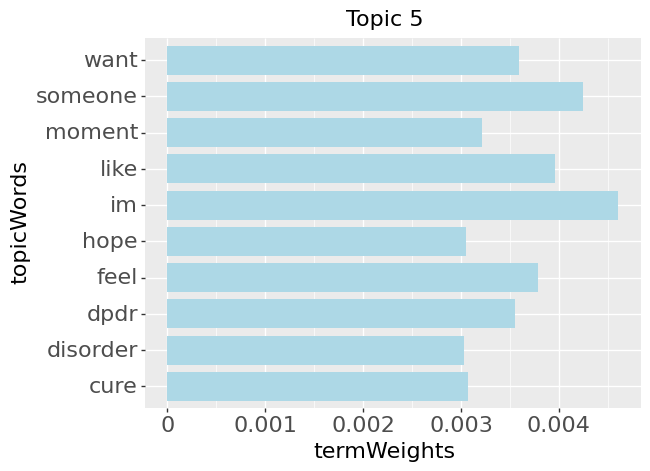 Topic 5
topicWords
want
someone
moment
like
im
hope
feel
dpdr
disorder
cure
0 0.001 0.002 0.003 0.004
termWeights